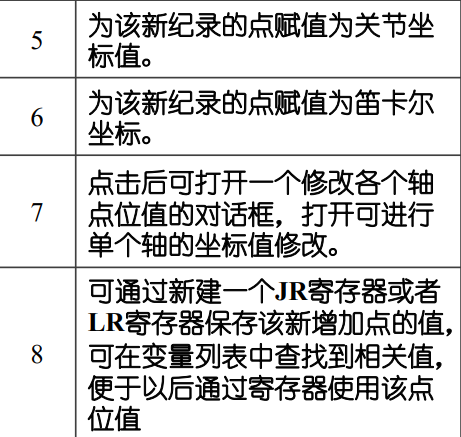 5
为该新纪录的点赋值为关节坐
标值。
6
为该新纪录的点赋值为笛卡尔
坐标。
7
点击后可打开一个修改各个轴
点位值的对话框，打开可进行
单个轴的坐标值修改。
8
可通过新建一个JR寄存器或者
LR寄存器保存该新增加点的值，
可在变量列表中查找到相关值，
便于以后通过寄存器使用该点
位值